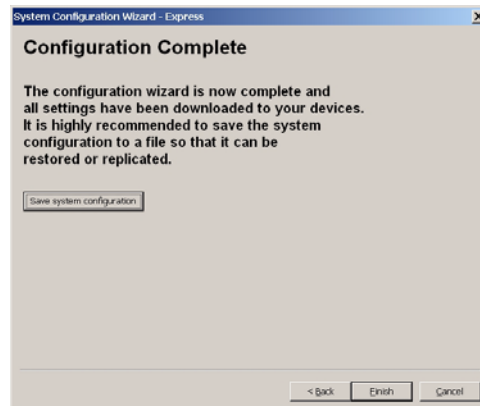 System Configuration Wizard - Express
Configuration Complete
The configuration wizard is now complete and
all settings have been downloaded to your devices.
It is highly recommended to save the system
configuration to a file so that it can be
restored or replicated.
Save system configuration
< Back Finish Cancel